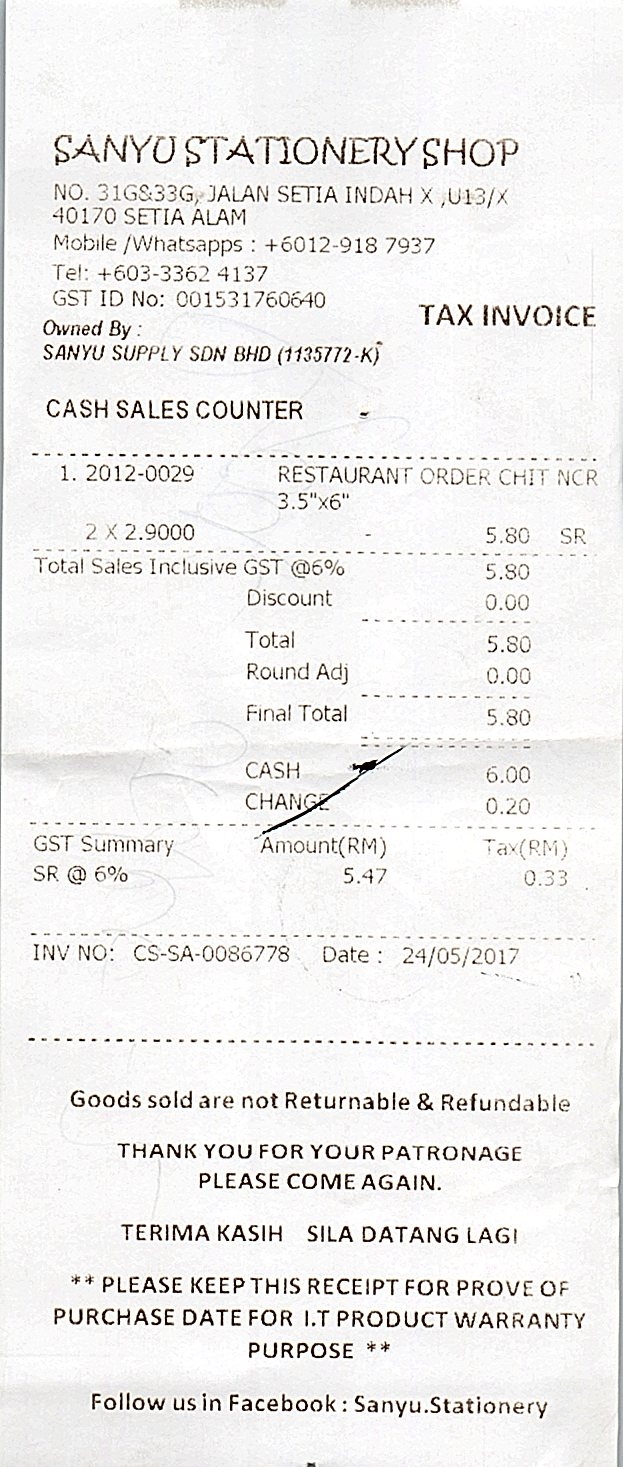 SANYU STATIONERY SHOP
NO. 31G&33G, JALAN SETIA INDAH X ,U13/X
40170 SETIA ALAM
Mobile /Whatsapps : +6012-918 7937
Tel: +603-3362 4137
GST ID No: 001531760640
TAX INVOICE
Owned By :
SANYU SUPPLY SDN BHD (1135772-K)
CASH SALES COUNTER -
1. 2012-0029 RESTAURANT ORDER CHIT NCR
3.5"x6"
2 X 2.9000 - 5.80 SR
Total Sales Inclusive GST @6% 5.80
Discount 0.00
Total 5.80
Round Adj 0.00
Final Total 5.80
CASH 6.00
CHANGE 0.20
GST Summary Amount(RM) Tax(RM)
SR @ 6% 5.47 0.33
INV NO: CS-SA-0086778 Date : 24/05/2017
Goods sold are not Returnable & Refundable
THANK YOU FOR YOUR PATRONAGE
PLEASE COME AGAIN.
TERIMA KASIH SILA DATANG LAGI
** PLEASE KEEP THIS RECEIPT FOR PROVE OF
PURCHASE DATE FOR I.T PRODUCT WARRANTY
PURPOSE **
Follow us in Facebook : Sanyu.Stationery